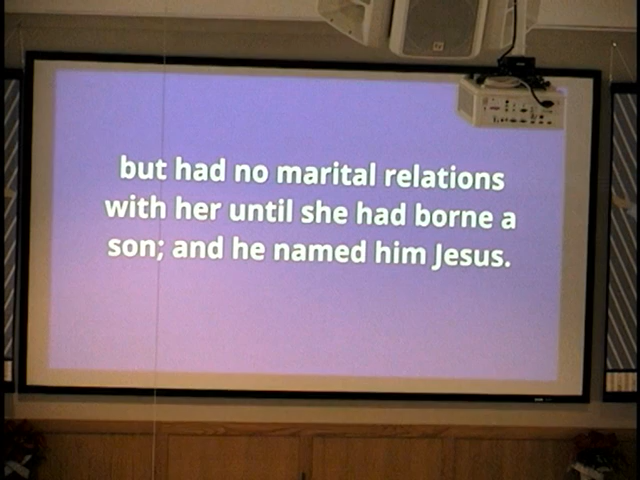 but had no marital relations
with her until she had borne a
son; and he named him Jesus.